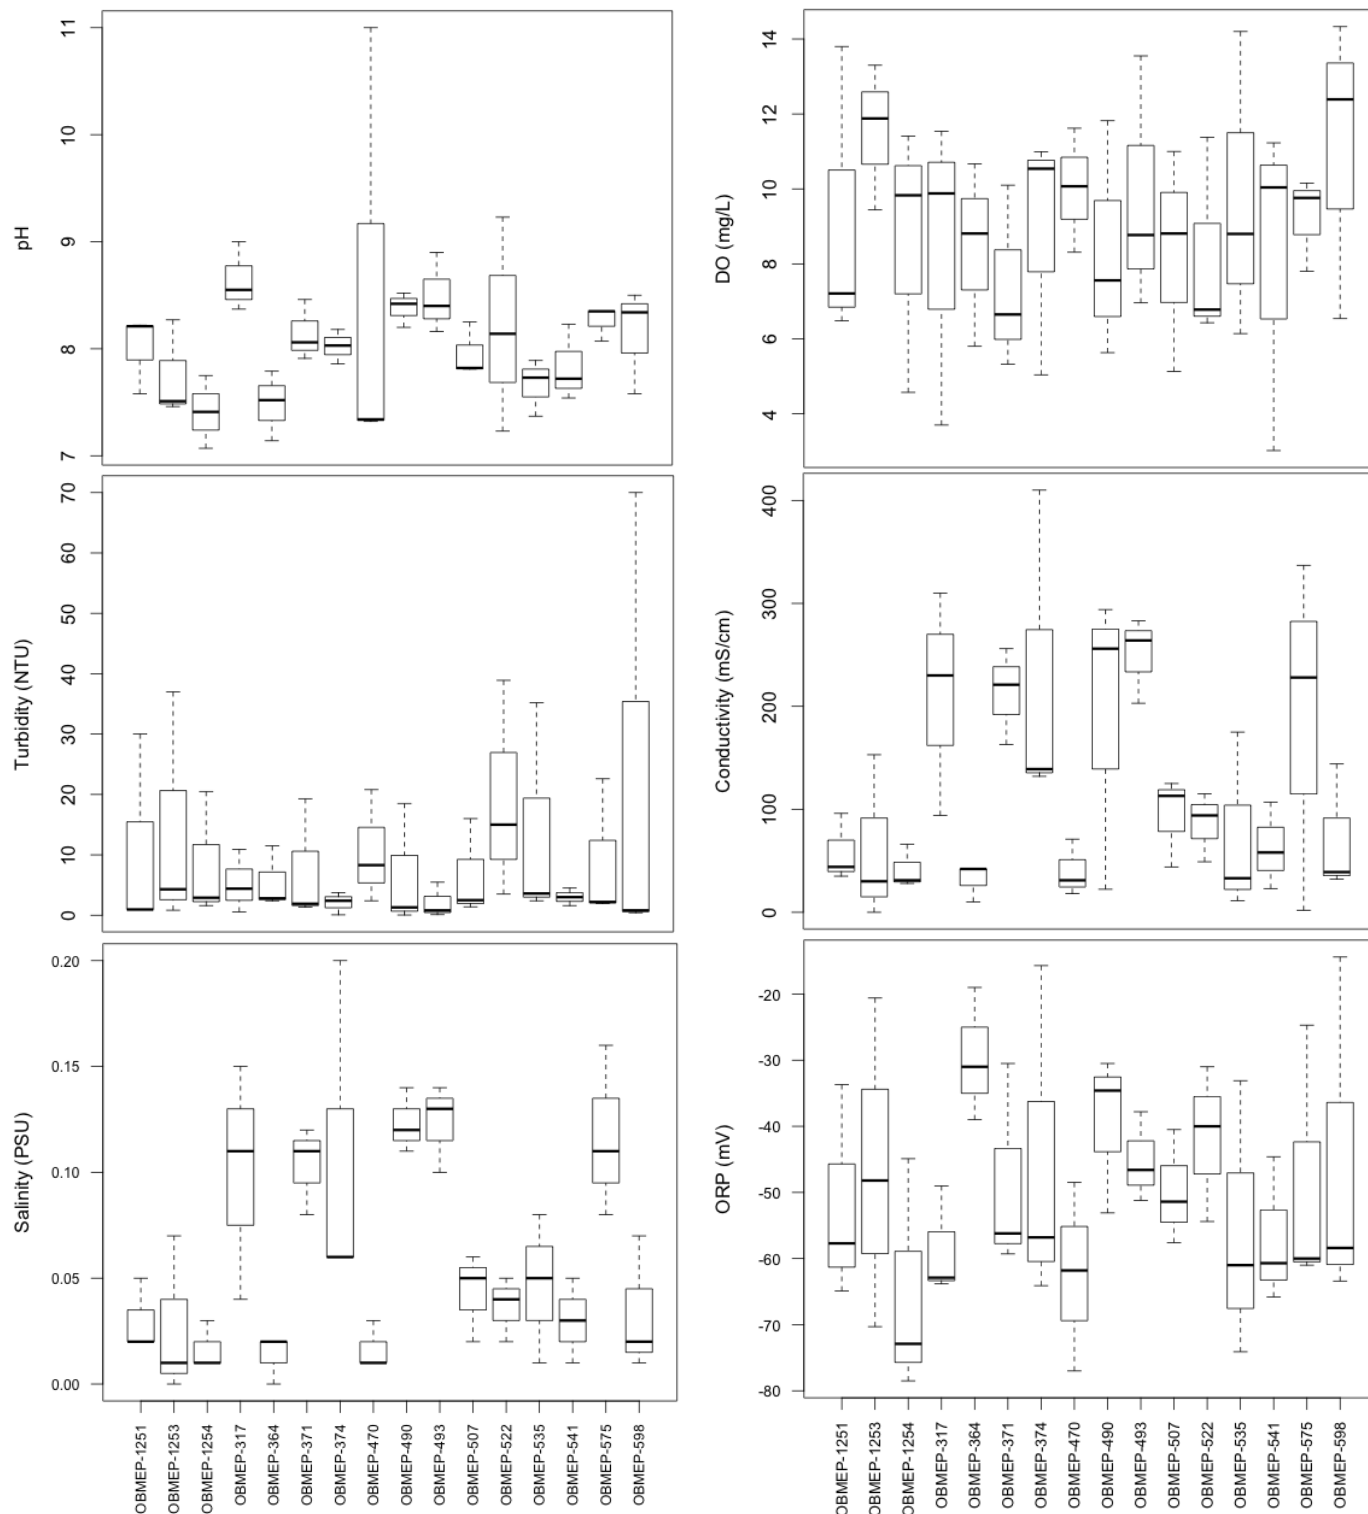 pH
11
10
9
8
7
DO (mg/L)
14
12
10
8
6
4
Turbidity (NTU)
70
60
50
40
30
20
10
0
Conductivity (mS/cm)
400
300
200
100
0
Salinity (PSU)
0.20
0.15
0.10
0.05
0.00
ORP (mV)
-20
-30
-40
-50
-60
-70
-80
OBMEP-1251
OBMEP-1253
OBMEP-1254
OBMEP-317
OBMEP-364
OBMEP-371
OBMEP-374
OBMEP-470
OBMEP-490
OBMEP-493
OBMEP-507
OBMEP-522
OBMEP-535
OBMEP-541
OBMEP-575
OBMEP-598
OBMEP-1251
OBMEP-1253
OBMEP-1254
OBMEP-317
OBMEP-364
OBMEP-371
OBMEP-374
OBMEP-470
OBMEP-490
OBMEP-493
OBMEP-507
OBMEP-522
OBMEP-535
OBMEP-541
OBMEP-575
OBMEP-598